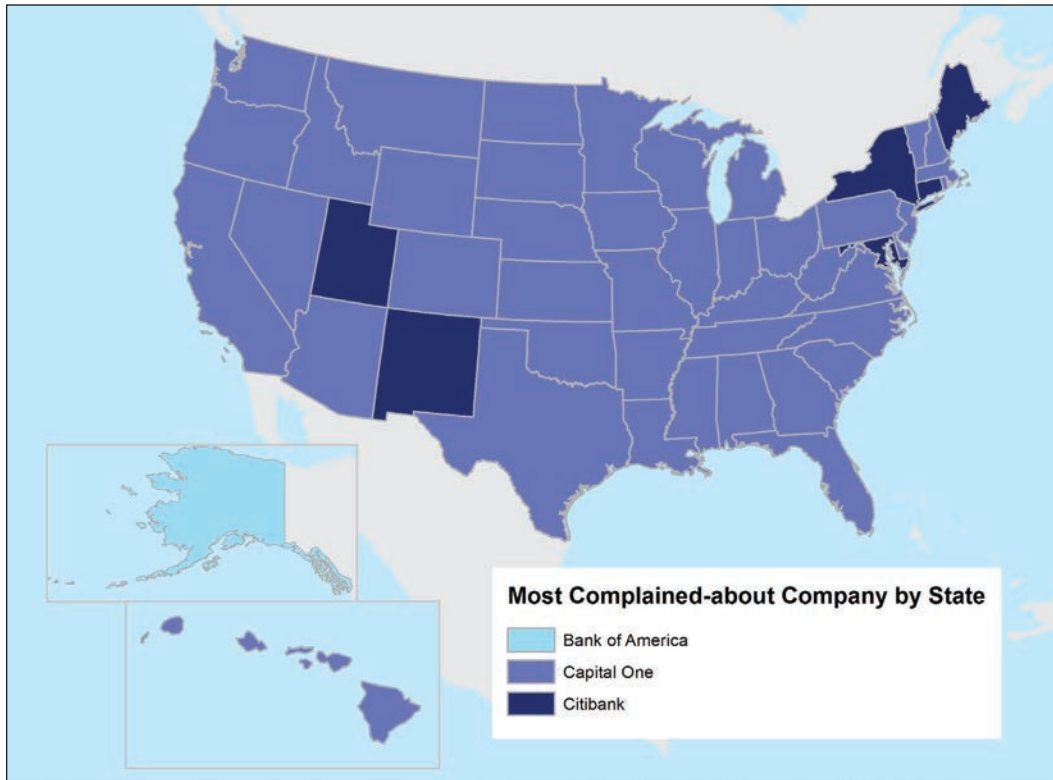 Most Complained-about Company by State
Bank of America
Capital One
Citibank